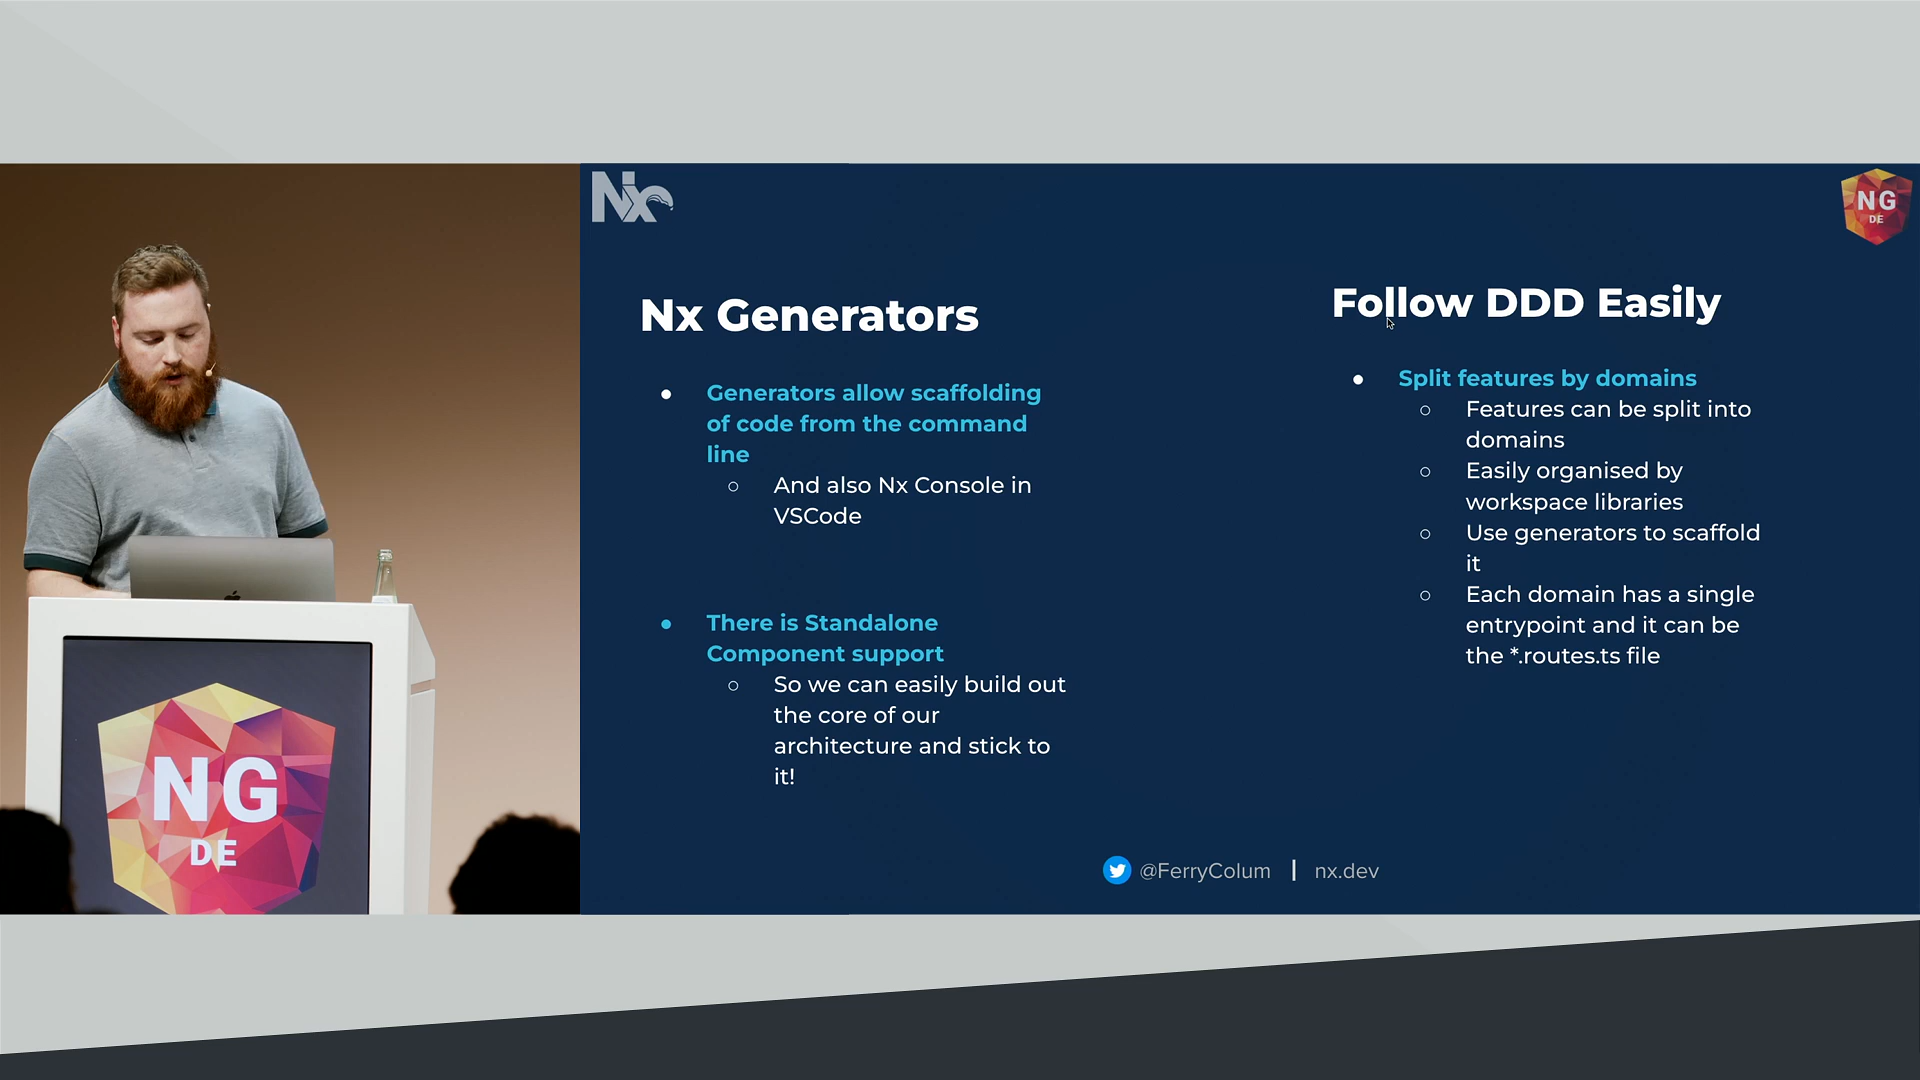 Nx
NG
DE
Nx Generators
● Generators allow scaffolding
of code from the command
line
○ And also Nx Console in
VSCode
● There is Standalone
Component support
○ So we can easily build out
the core of our
architecture and stick to
it!
Follow DDD Easily
● Split features by domains
○ Features can be split into
domains
○ Easily organised by
workspace libraries
○ Use generators to scaffold
it
○ Each domain has a single
entrypoint and it can be
the *.routes.ts file
@FerryColum | nx.dev
NG
DE